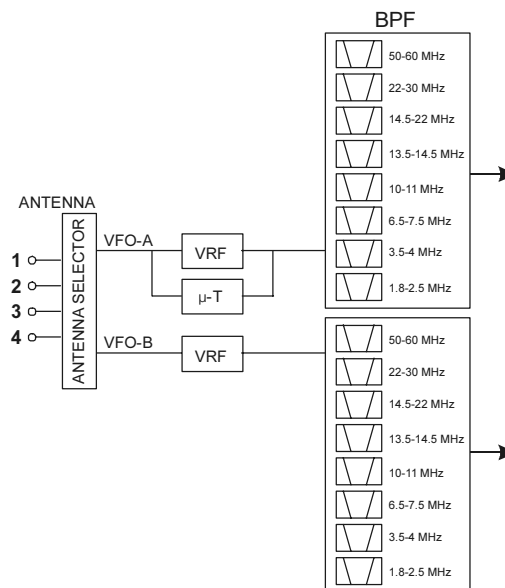 BPF
50-60 MHz
22-30 MHz
14.5-22 MHz
13.5-14.5 MHz
10-11 MHz
6.5-7.5 MHz
3.5-4 MHz
1.8-2.5 MHz
ANTENNA
1
2
3
4
ANTENNA SELECTOR
VFO-A
VRF
µ-T
VFO-B
VRF
50-60 MHz
22-30 MHz
14.5-22 MHz
13.5-14.5 MHz
10-11 MHz
6.5-7.5 MHz
3.5-4 MHz
1.8-2.5 MHz